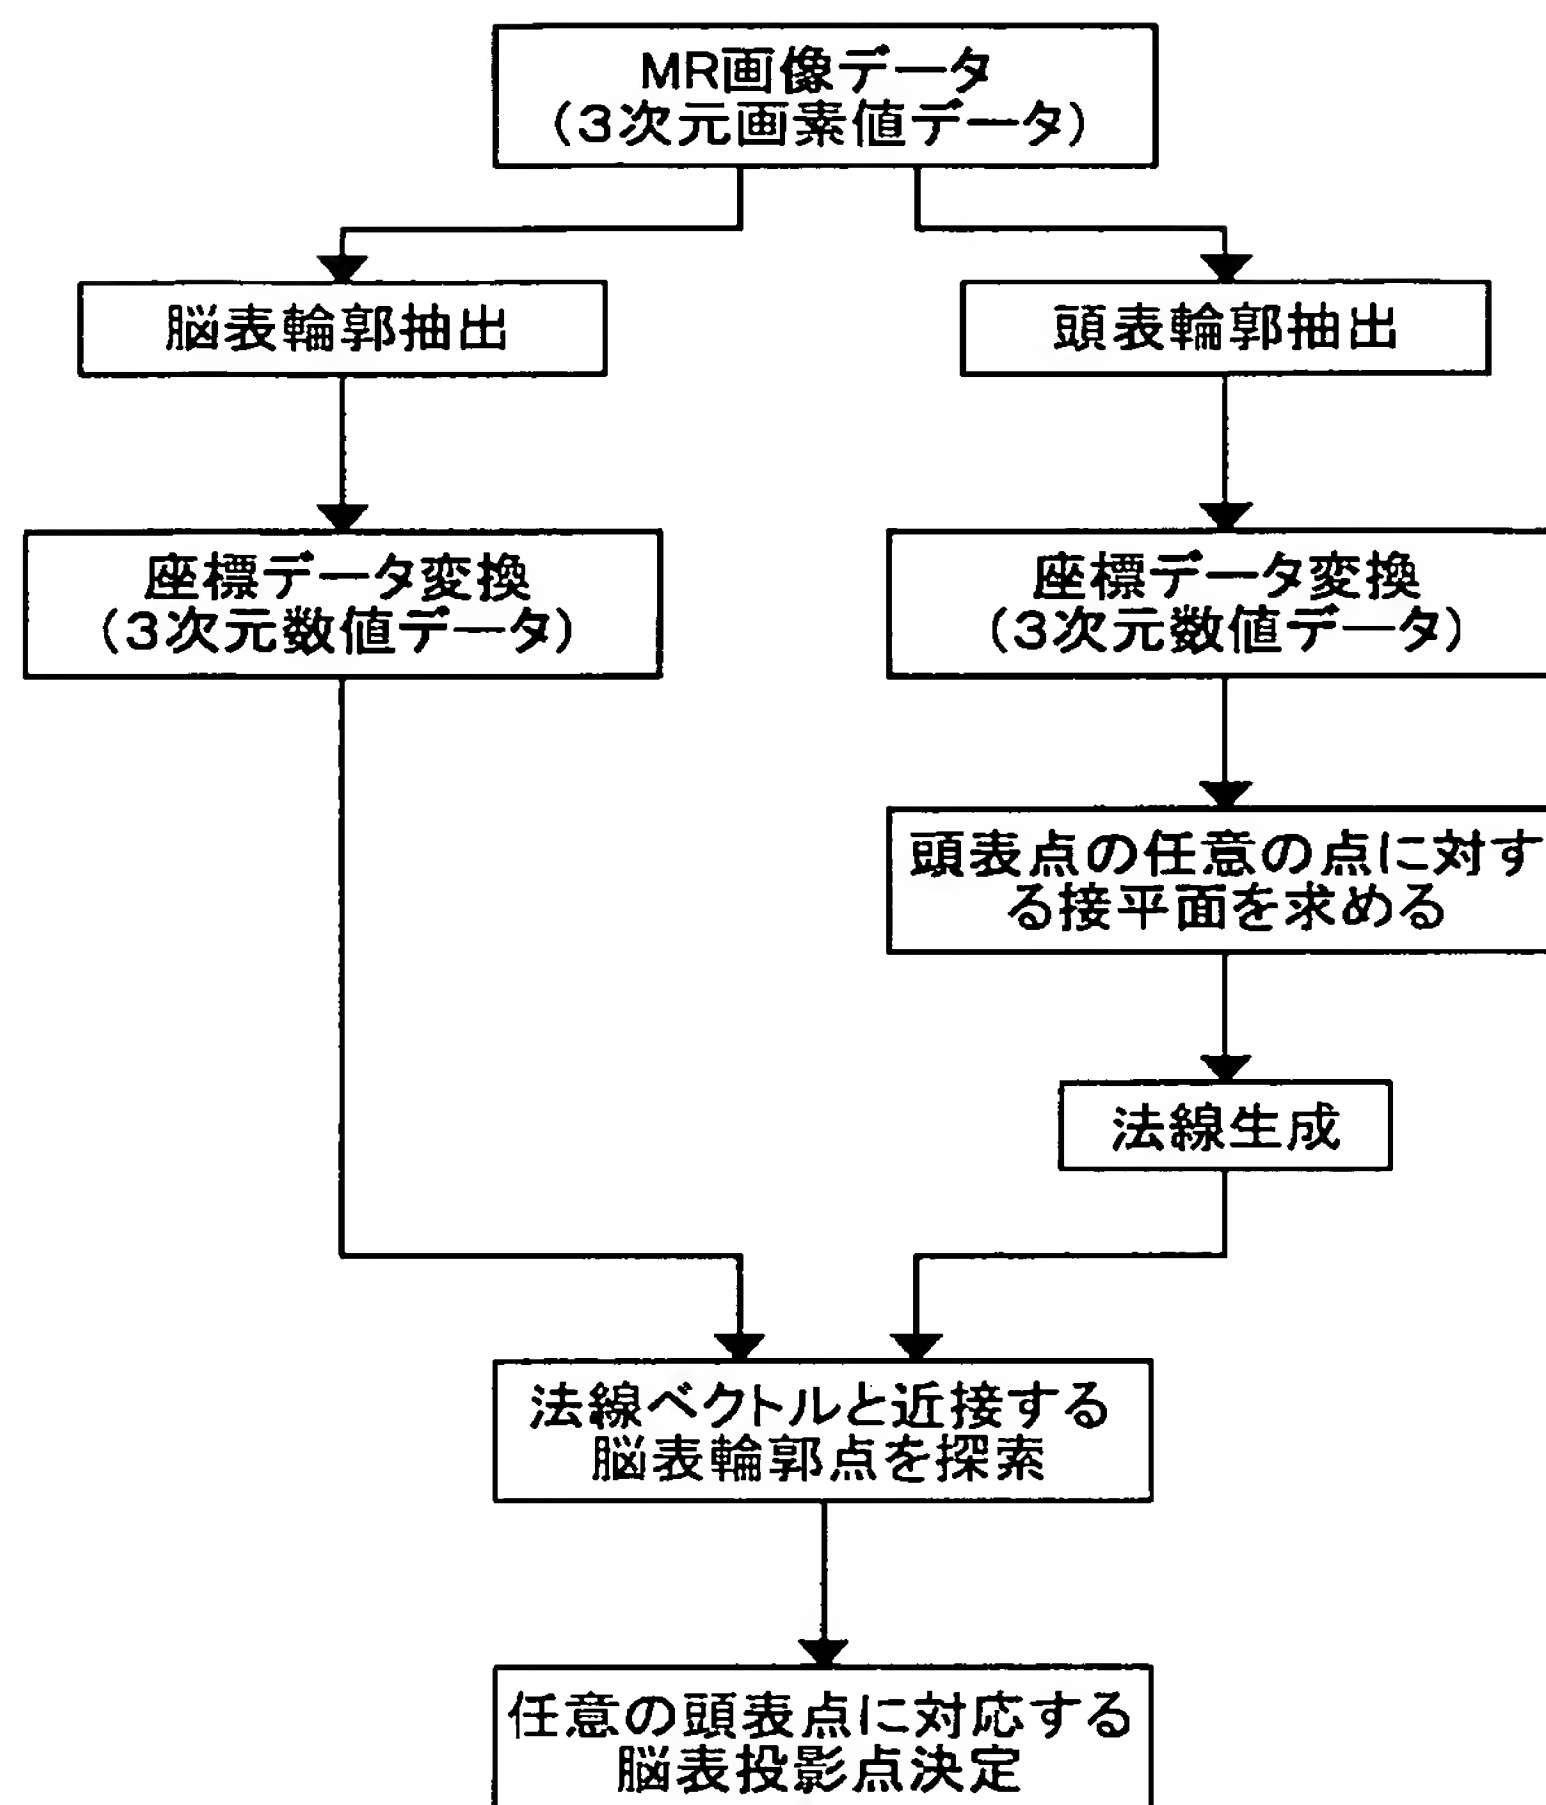 MR画像データ
(3次元画素値データ)
脳表輪郭抽出
頭表輪郭抽出
座標データ変換
(3次元数値データ)
座標データ変換
(3次元数値データ)
頭表点の任意の点に対す
る接平面を求める
法線生成
法線ベクトルと近接する
脳表輪郭点を探索
任意の頭表点に対応する
脳表投影点決定